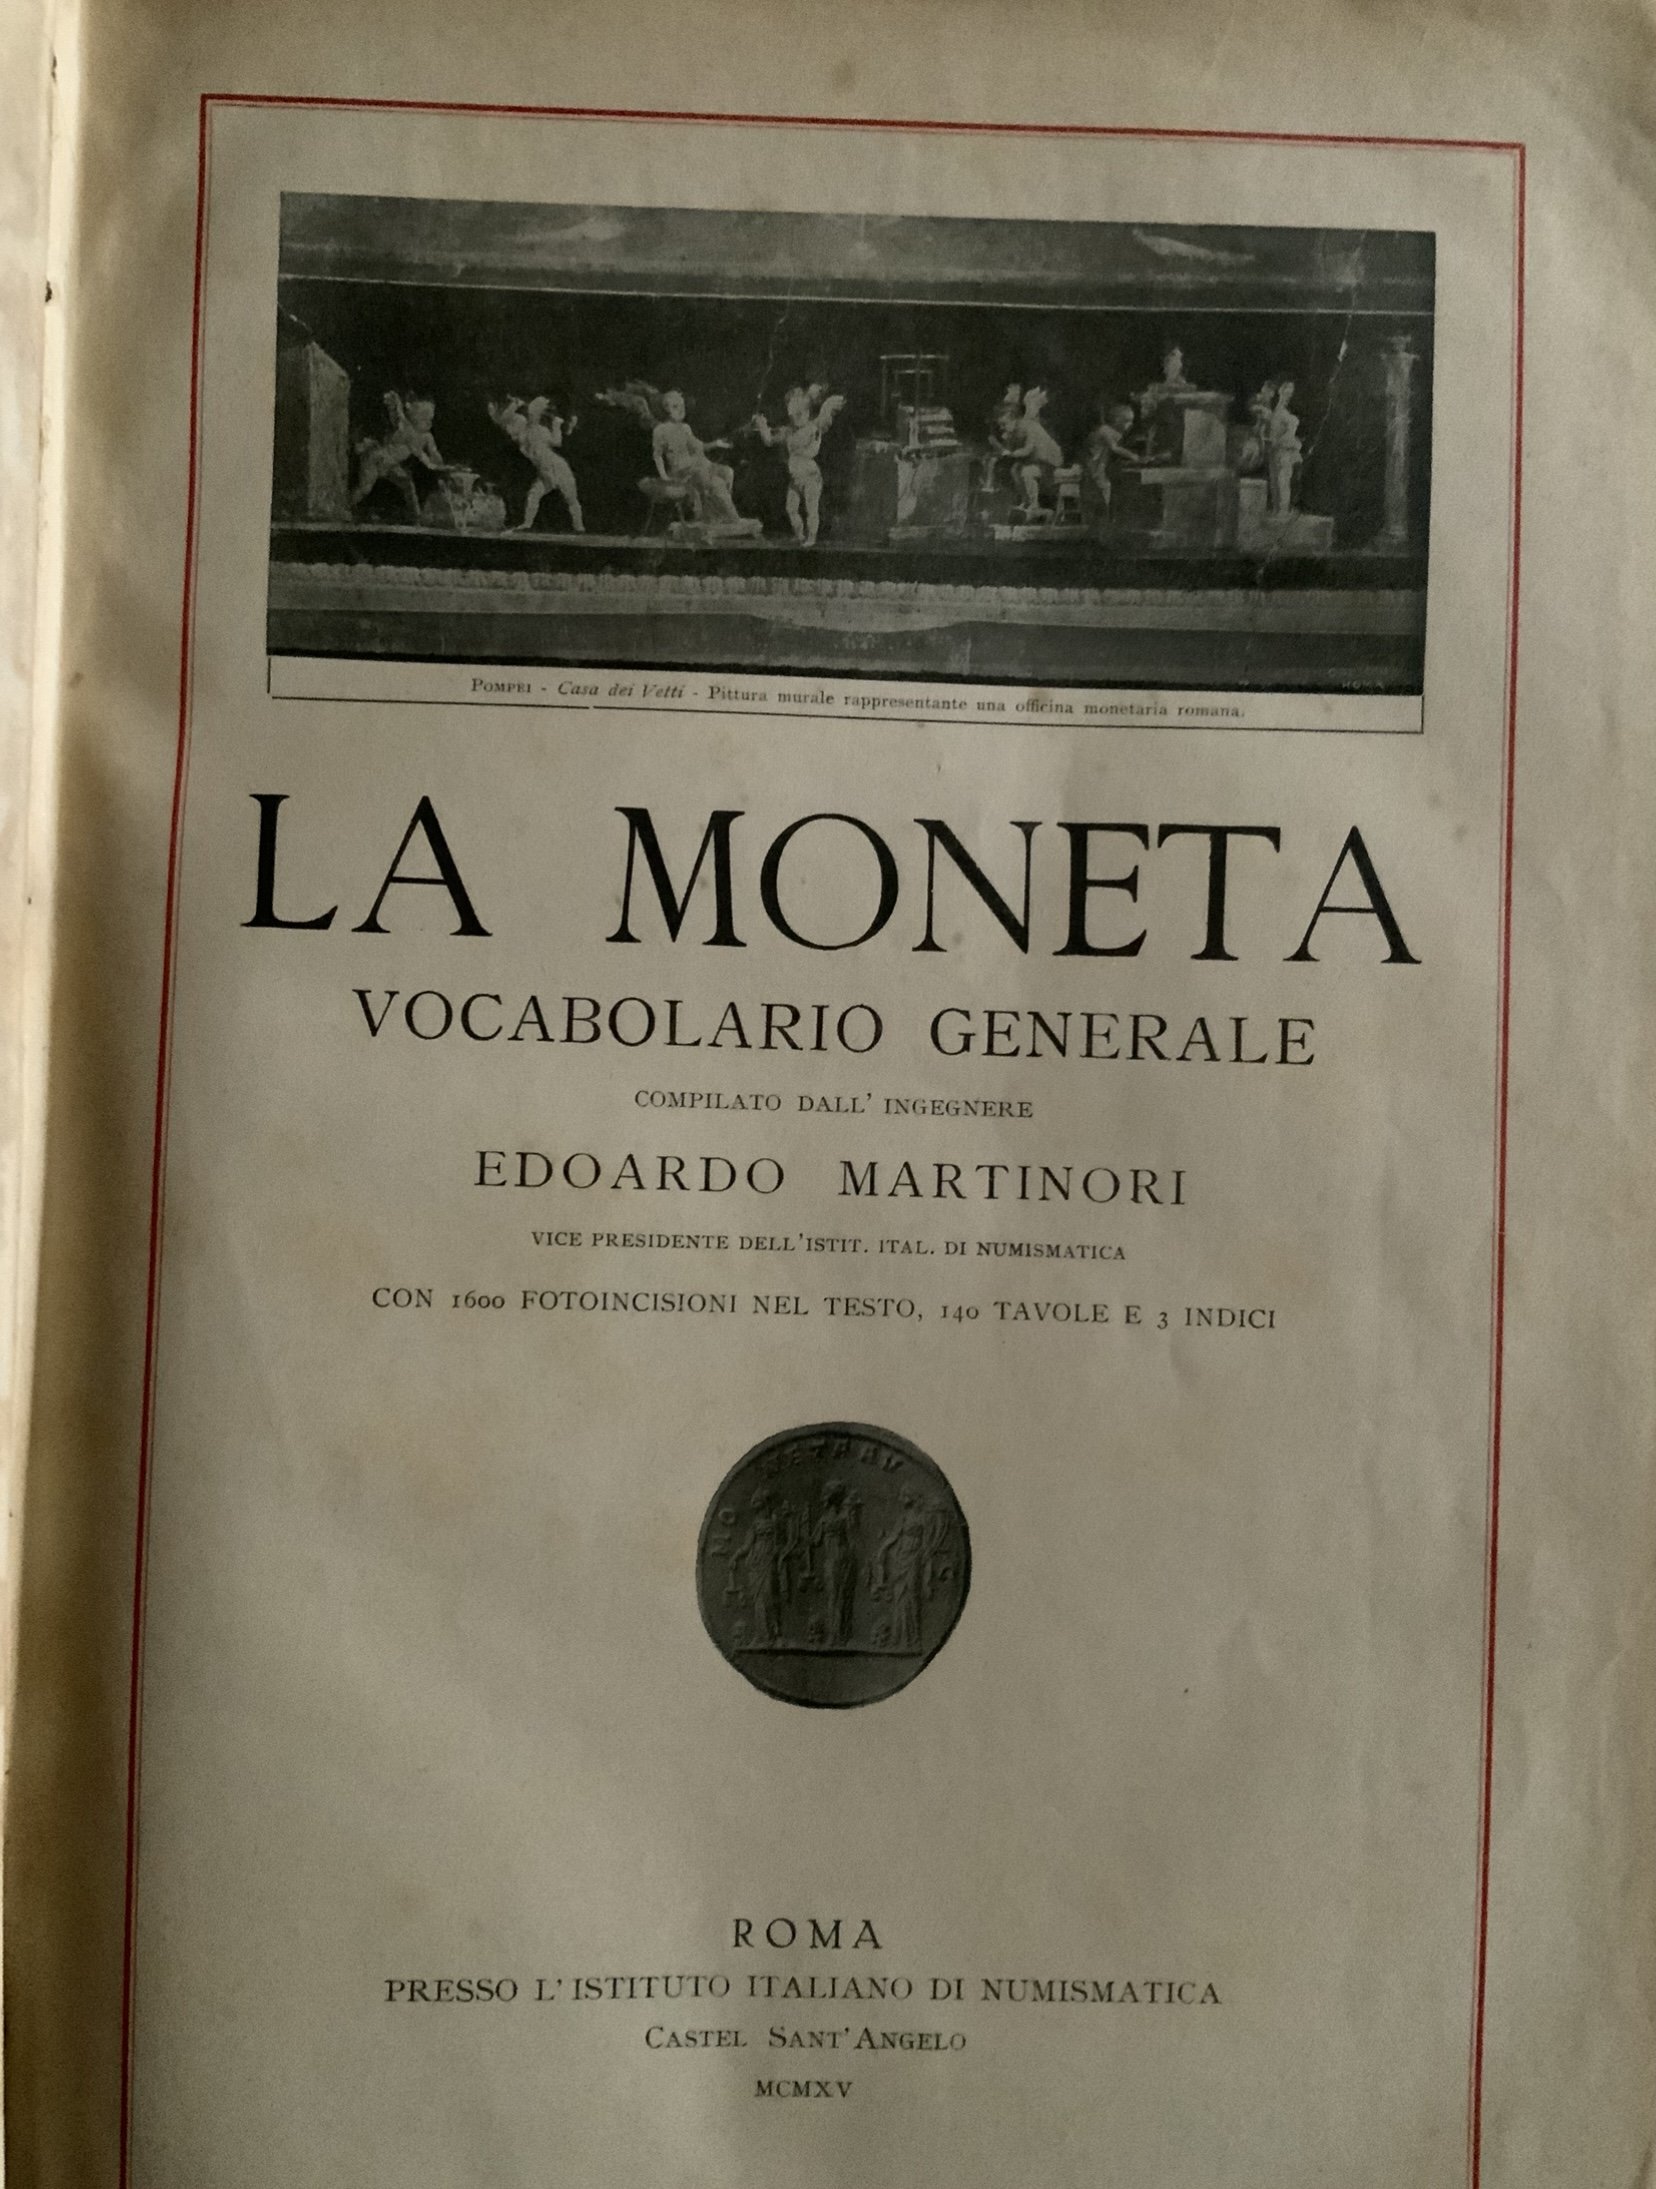 POMPEI - Casa dei Vetti - Pittura murale rappresentante una officina monetaria romana.
LA MONETA
VOCABOLARIO GENERALE
COMPILATO DALL' INGEGNERE
EDOARDO MARTINORI
VICE PRESIDENTE DELL'ISTIT. ITAL. DI NUMISMATICA
CON 1600 FOTOINCISIONI NEL TESTO, 140 TAVOLE E 3 INDICI
ROMA
PRESSO L'ISTITUTO ITALIANO DI NUMISMATICA
CASTEL SANT'ANGELO
MCMXV